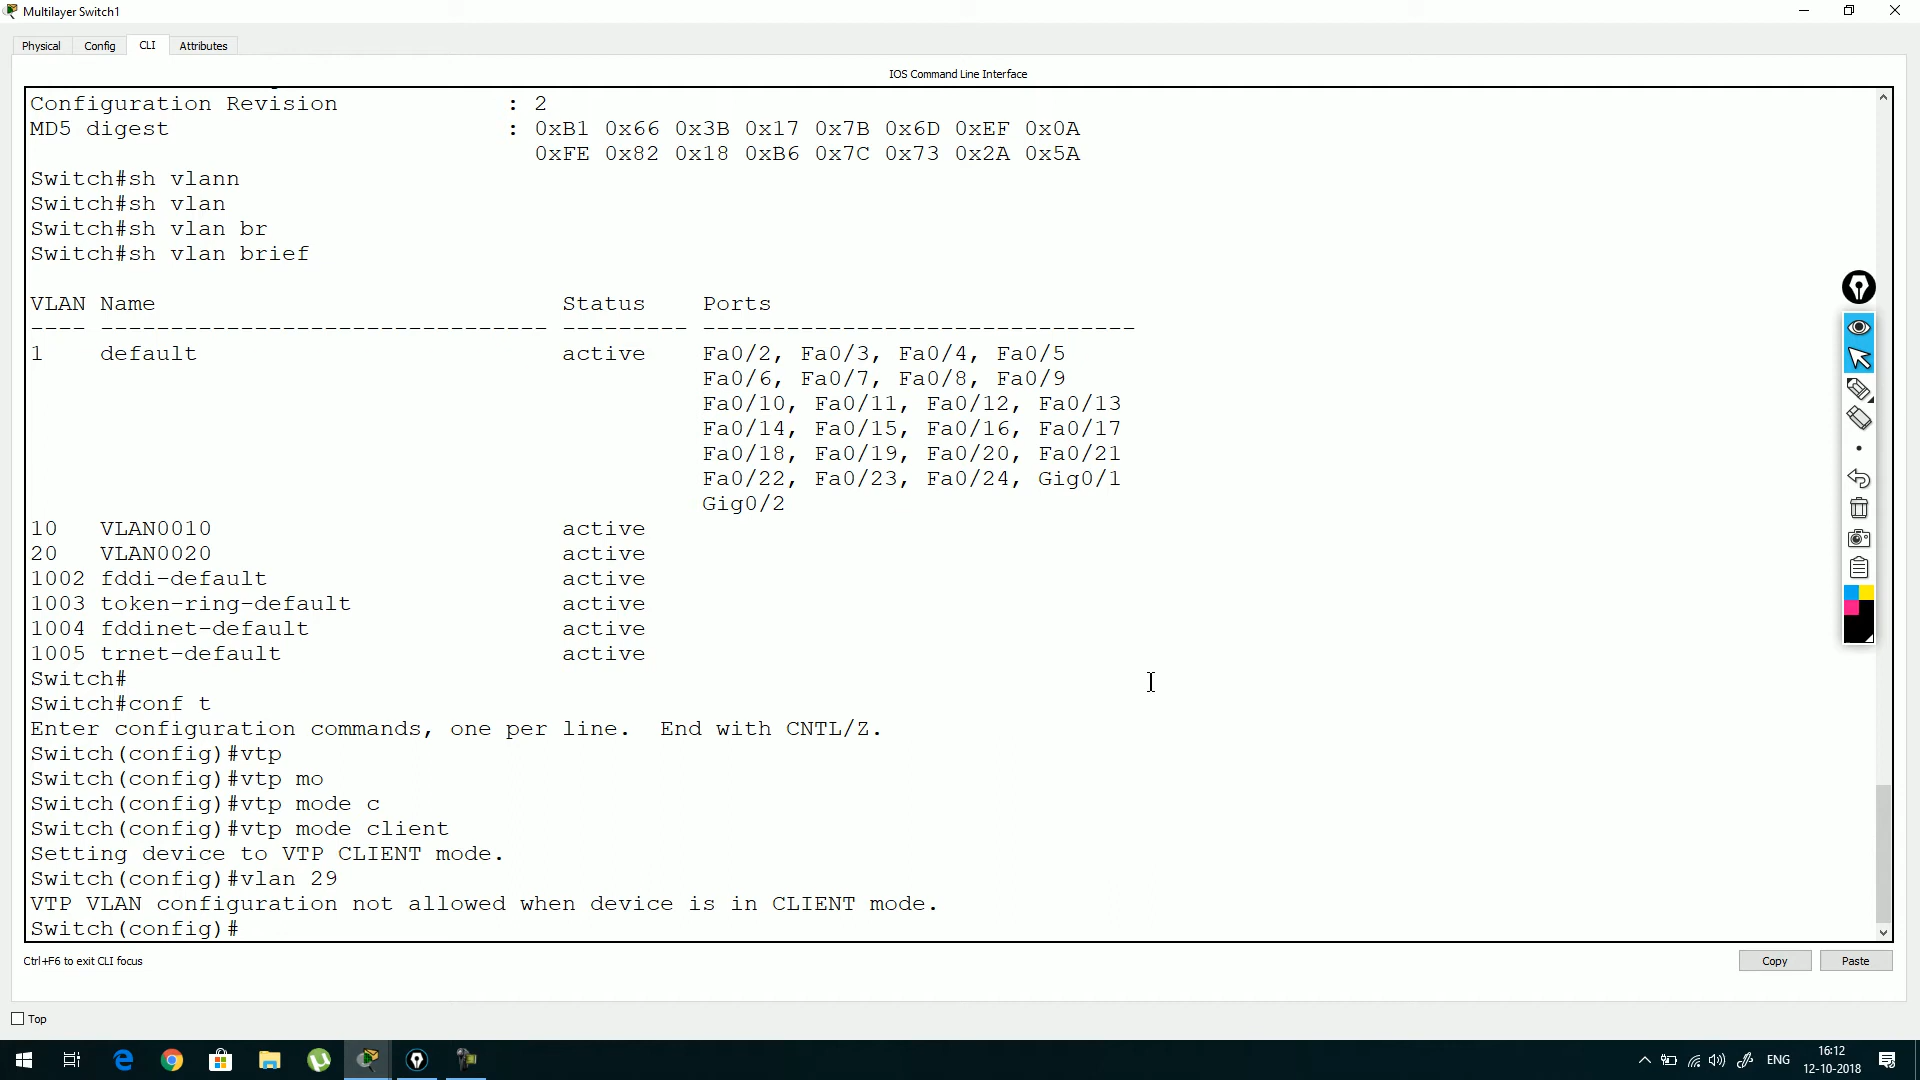 Multilayer Switch1
Physical Config CLI Attributes
IOS Command Line Interface
Configuration Revision : 2
MD5 digest : 0xB1 0x66 0x3B 0x17 0x7B 0x6D 0xEF 0x0A
0xFE 0x82 0x18 0xB6 0x7C 0x73 0x2A 0x5A
Switch#sh vlann
Switch#sh vlan
Switch#sh vlan br
Switch#sh vlan brief
VLAN Name Status Ports
---- -------------------------------- --------- -------------------------------
1 default active Fa0/2, Fa0/3, Fa0/4, Fa0/5
Fa0/6, Fa0/7, Fa0/8, Fa0/9
Fa0/10, Fa0/11, Fa0/12, Fa0/13
Fa0/14, Fa0/15, Fa0/16, Fa0/17
Fa0/18, Fa0/19, Fa0/20, Fa0/21
Fa0/22, Fa0/23, Fa0/24, Gig0/1
Gig0/2
10 VLAN0010 active
20 VLAN0020 active
1002 fddi-default active
1003 token-ring-default active
1004 fddinet-default active
1005 trnet-default active
Switch#
Switch#conf t
Enter configuration commands, one per line. End with CNTL/Z.
Switch(config)#vtp
Switch(config)#vtp mo
Switch(config)#vtp mode c
Switch(config)#vtp mode client
Setting device to VTP CLIENT mode.
Switch(config)#vlan 29
VTP VLAN configuration not allowed when device is in CLIENT mode.
Switch(config)#
Ctrl+F6 to exit CLI focus
Copy Paste
Top
ENG
16:12
12-10-2018